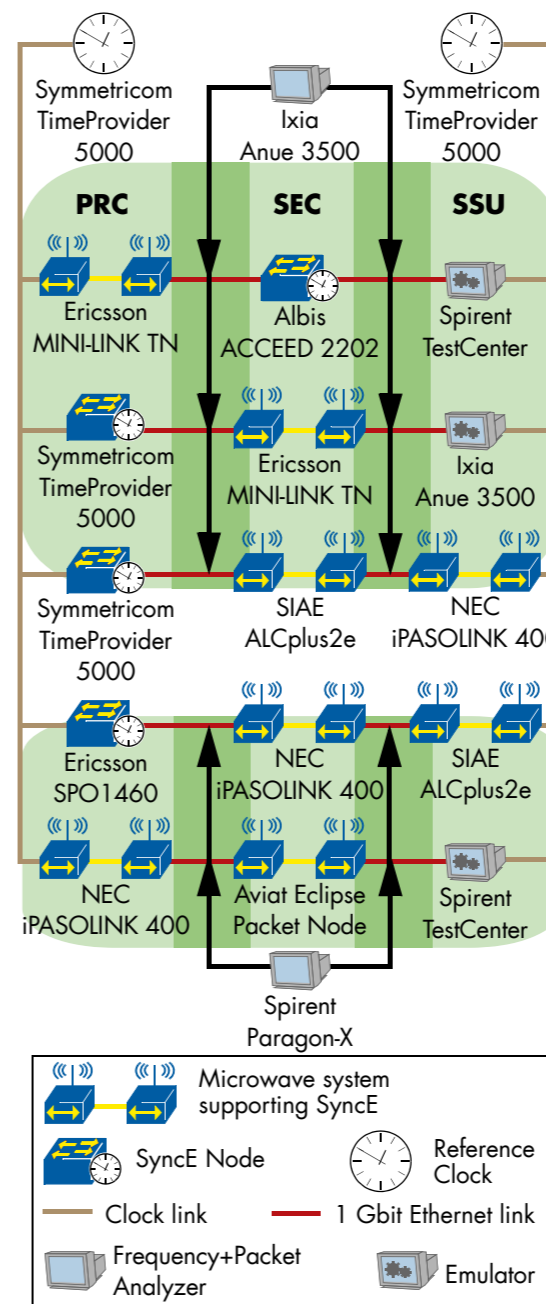 Symmetricom
TimeProvider
5000
Ixia
Anue 3500
Symmetricom
TimeProvider
5000
PRC
SEC
SSU
Ericsson
MINI-LINK TN
Albis
ACCEED 2202
Spirent
TestCenter
Symmetricom
TimeProvider
5000
Ericsson
MINI-LINK TN
Ixia
Anue 3500
Symmetricom
TimeProvider
5000
SIAE
ALCplus2e
NEC
iPASOLINK 400
Ericsson
SPO1460
NEC
iPASOLINK 400
SIAE
ALCplus2e
NEC
iPASOLINK 400
Aviat Eclipse
Packet Node
Spirent
TestCenter
Spirent
Paragon-X
Microwave system
supporting SyncE
SyncE Node
Reference
Clock
Clock link
1 Gbit Ethernet link
Frequency+Packet
Analyzer
Emulator